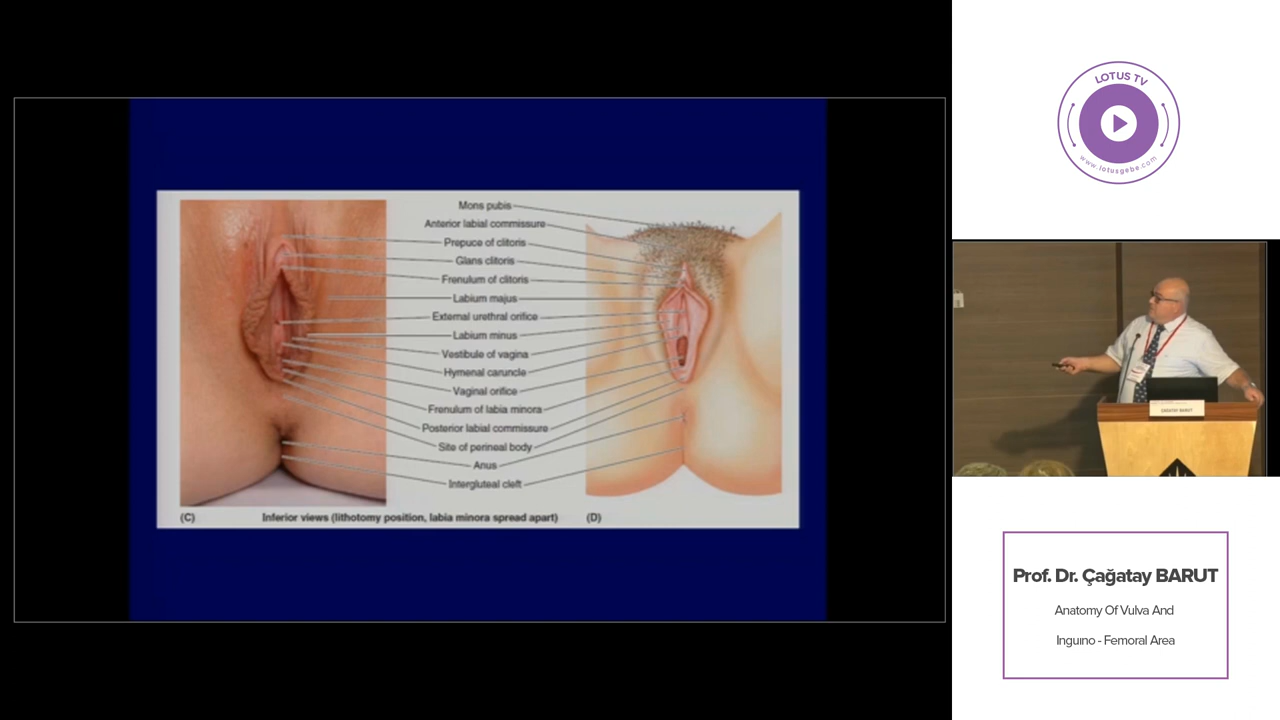 Mons pubis
Anterior labial commissure
Prepuce of clitoris
Glans clitoris
Frenulum of clitoris
Labium majus
External urethral orifice
Labium minus
Vestibule of vagina
Hymenal caruncle
Vaginal orifice
Frenulum of labia minora
Posterior labial commissure
Site of perineal body
Anus
Intergluteal cleft
(C) Inferior views (lithotomy position, labia minora spread apart) (D)
LOTUS TV
www.lotusgebe.com
ÇAĞATAY BARUT
Prof. Dr. Çağatay BARUT
Anatomy Of Vulva And
Inguıno - Femoral Area